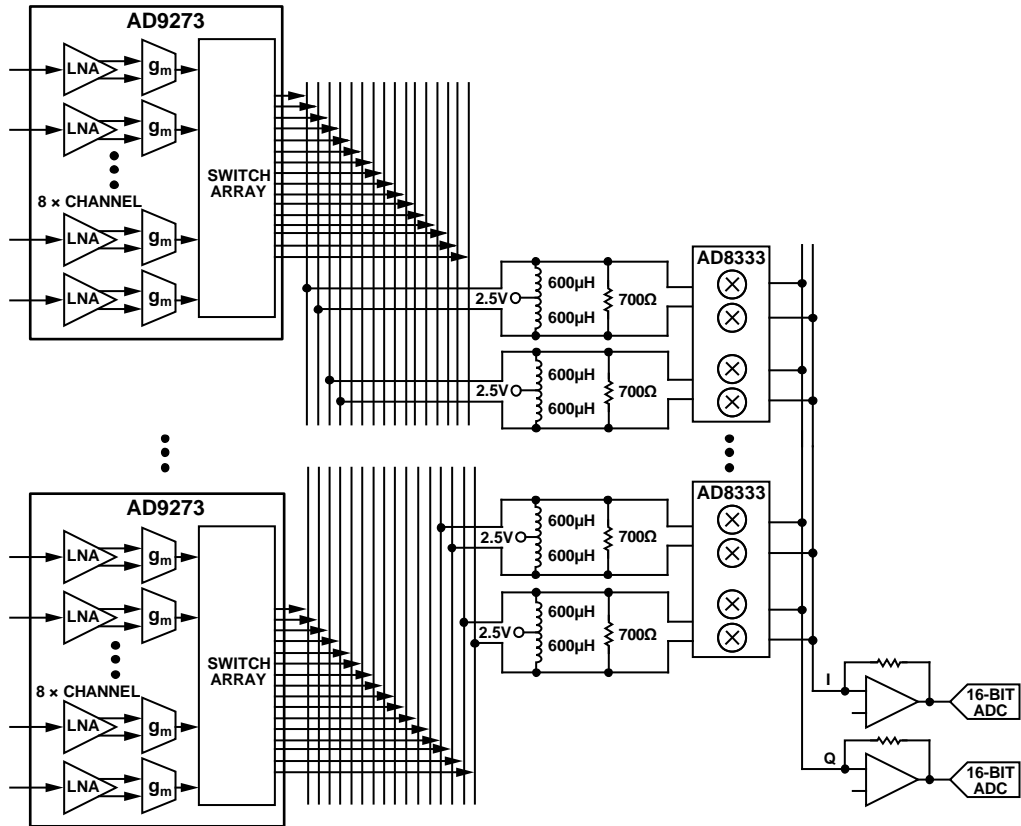 AD9273
LNA
gm
LNA
gm
8 × CHANNEL
LNA
gm
LNA
gm
SWITCH
ARRAY
2.5V
600µH
600µH
700Ω
AD8333
2.5V
600µH
600µH
700Ω
AD9273
LNA
gm
LNA
gm
8 × CHANNEL
LNA
gm
LNA
gm
SWITCH
ARRAY
2.5V
600µH
600µH
700Ω
AD8333
2.5V
600µH
600µH
700Ω
I
16-BIT
ADC
Q
16-BIT
ADC